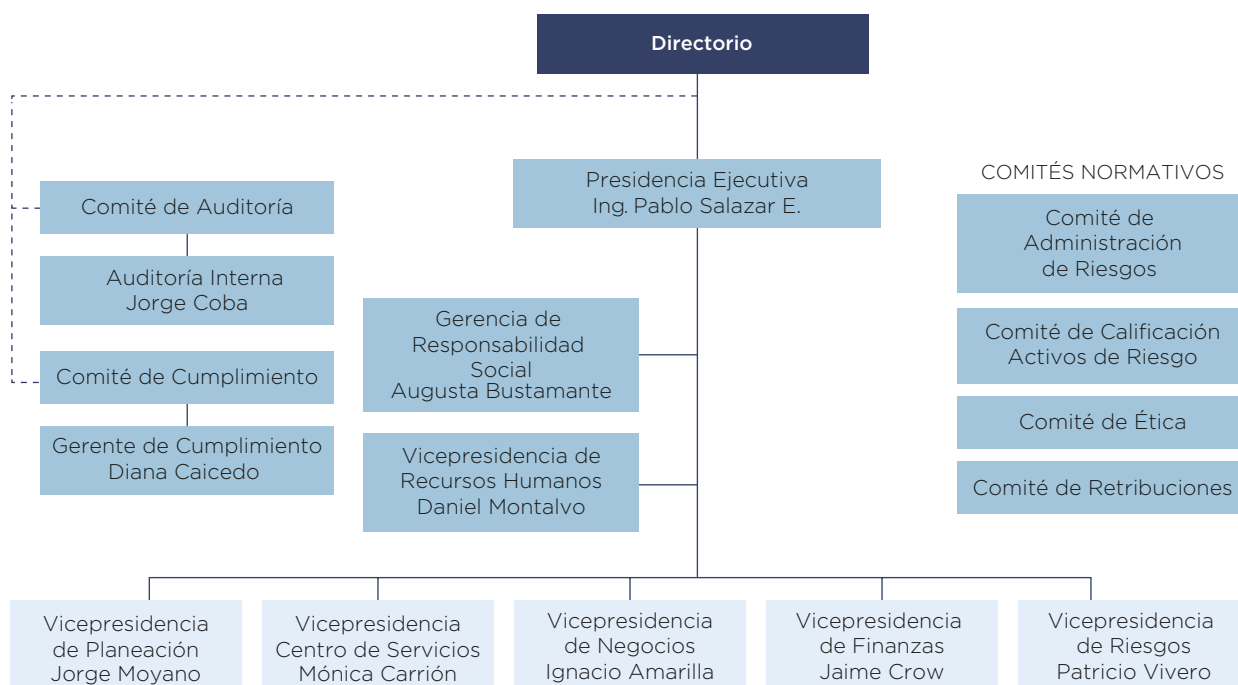 Directorio
Presidencia Ejecutiva
Ing. Pablo Salazar E.
Comité de Auditoría
Auditoría Interna
Jorge Coba
Comité de Cumplimiento
Gerente de Cumplimiento
Diana Caicedo
Gerencia de
Responsabilidad
Social
Augusta Bustamante
Vicepresidencia de
Recursos Humanos
Daniel Montalvo
COMITÉS NORMATIVOS
Comité de
Administración
de Riesgos
Comité de Calificación
Activos de Riesgo
Comité de Ética
Comité de Retribuciones
Vicepresidencia
de Planeación
Jorge Moyano
Vicepresidencia
Centro de Servicios
Mónica Carrión
Vicepresidencia
de Negocios
Ignacio Amarilla
Vicepresidencia
de Finanzas
Jaime Crow
Vicepresidencia
de Riesgos
Patricio Vivero